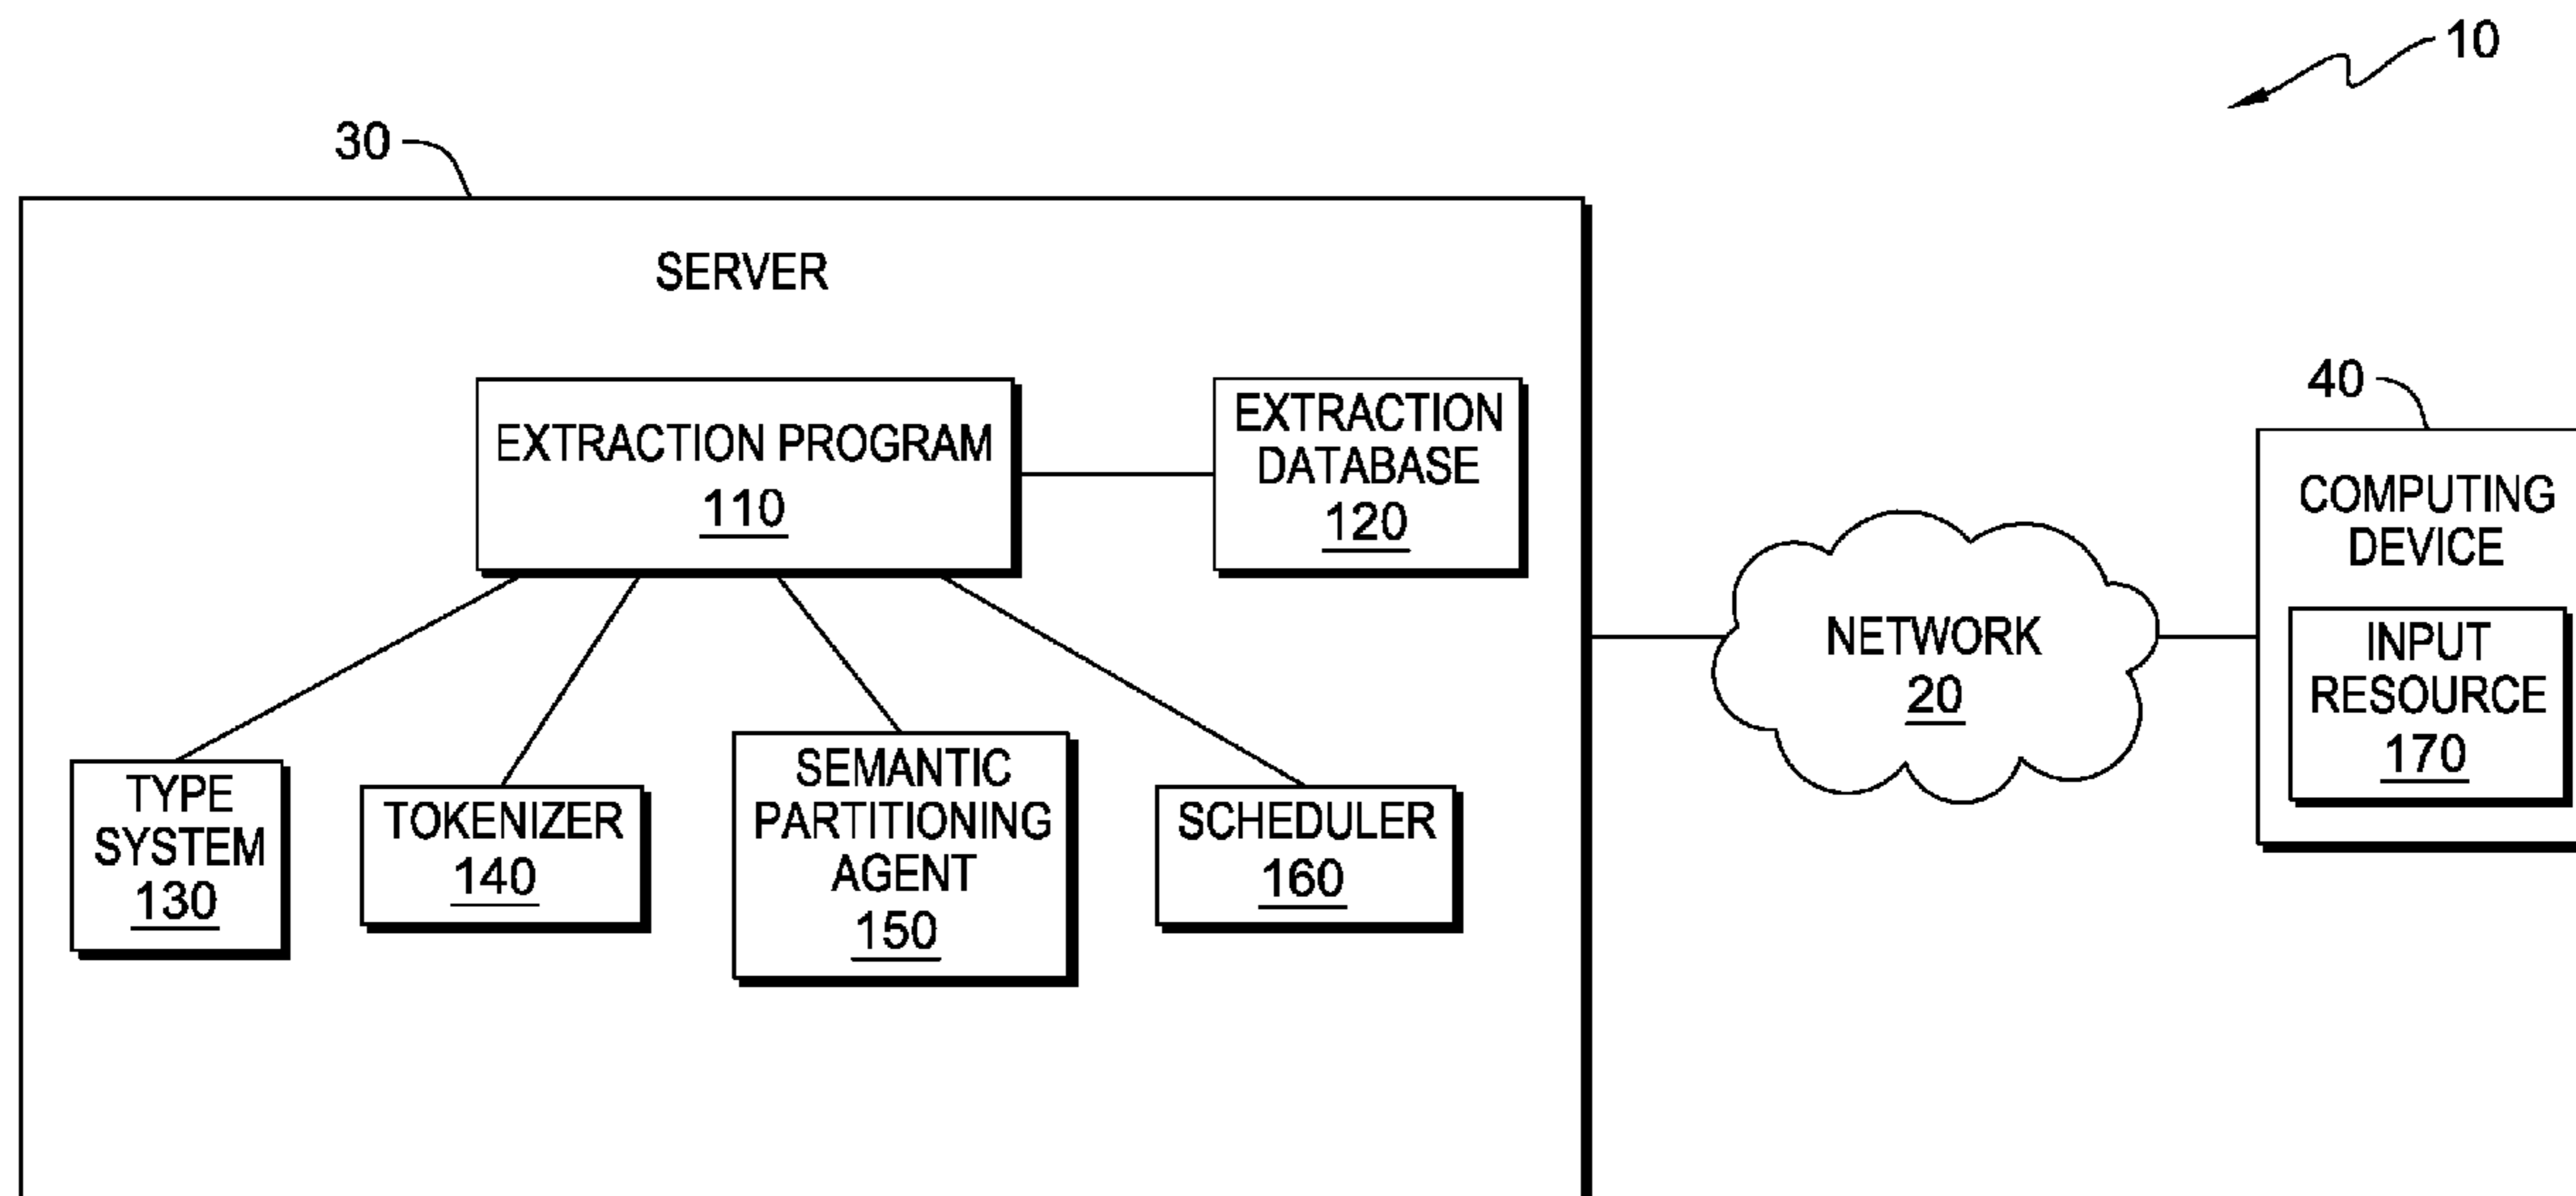 10
30
SERVER
EXTRACTION PROGRAM
110
EXTRACTION
DATABASE
120
40
COMPUTING
DEVICE
NETWORK
20
INPUT
RESOURCE
170
TYPE
SYSTEM
130
TOKENIZER
140
SEMANTIC
PARTITIONING
AGENT
150
SCHEDULER
160